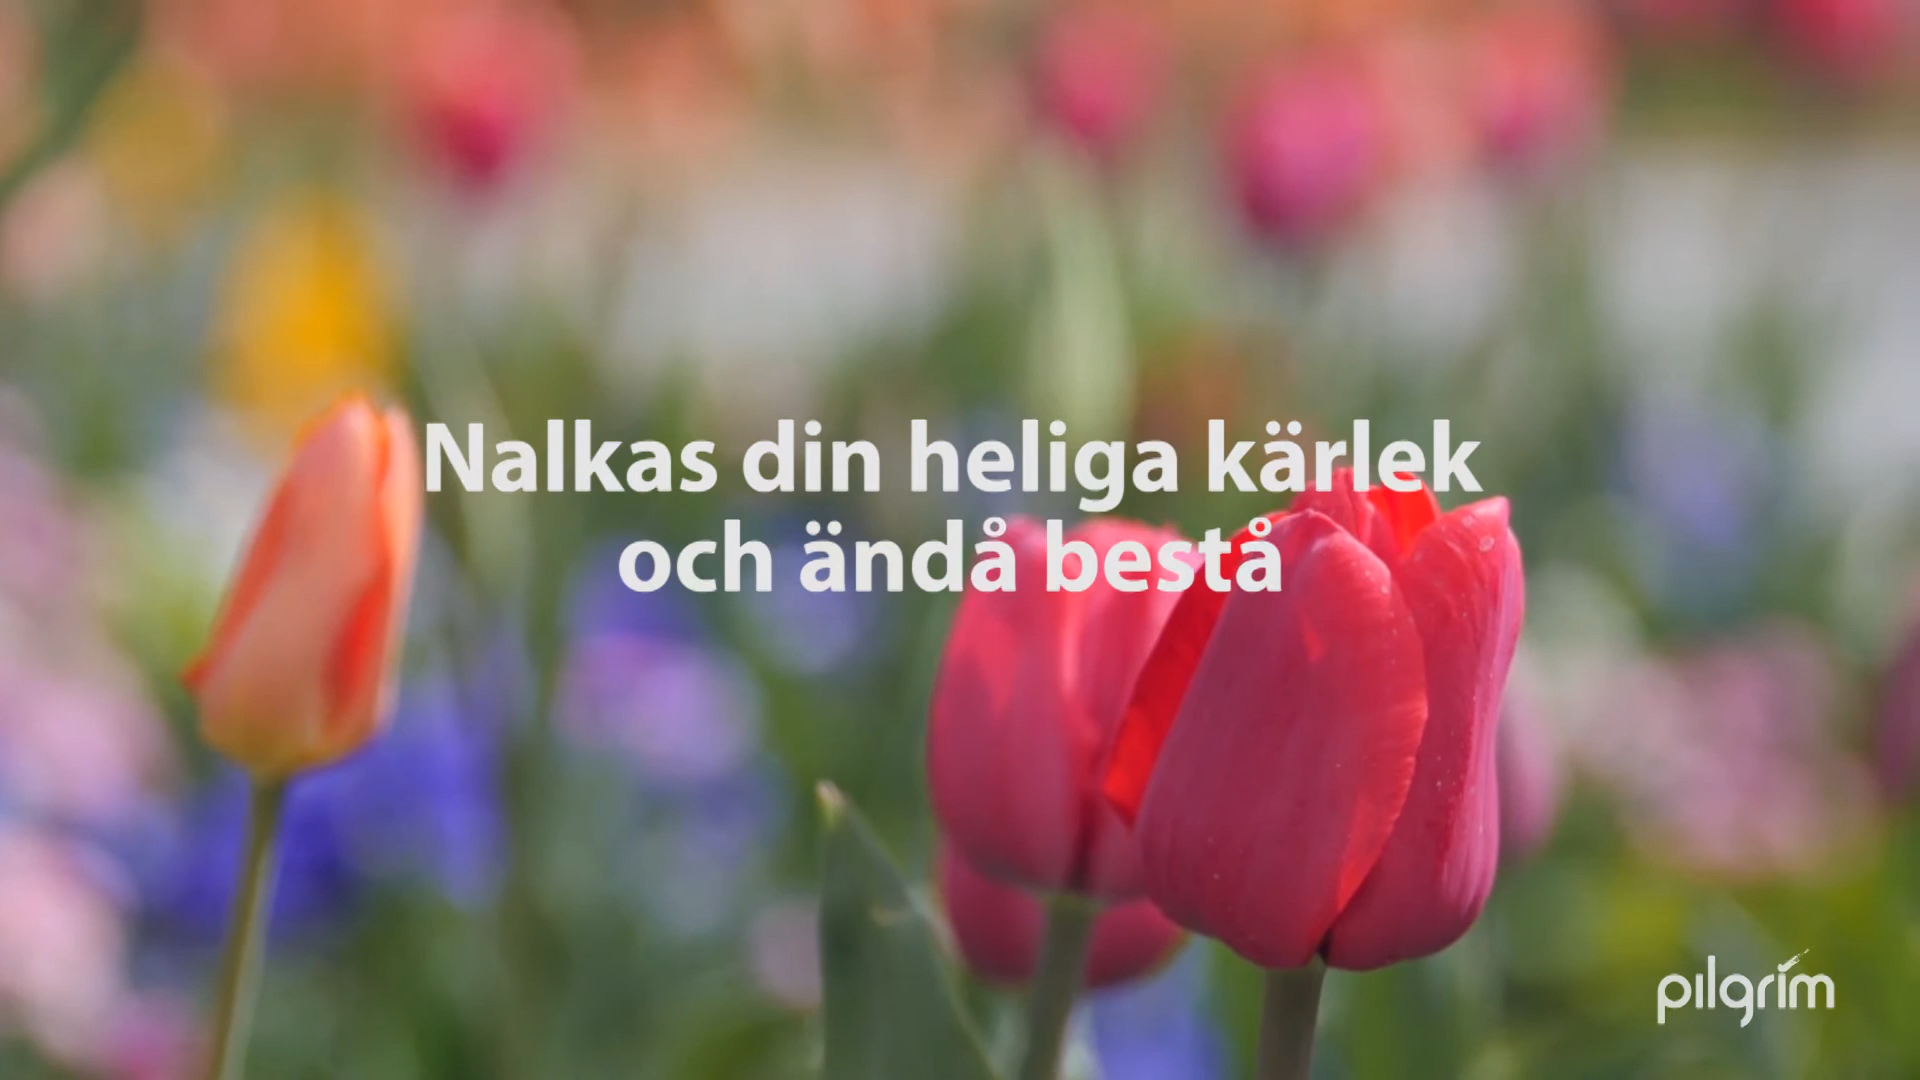 Nalkas din heliga kärlek
och ändå bestå
pilgrim